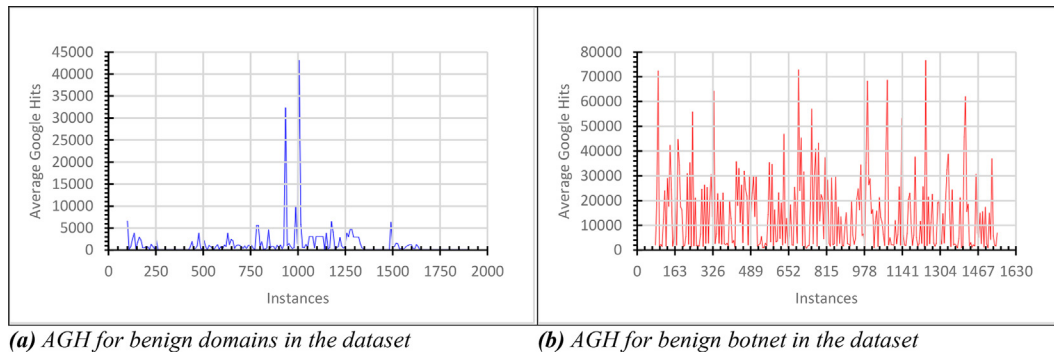 45000
40000
35000
30000
25000
20000
15000
10000
5000
0
Average Google Hits
0 250 500 750 1000 1250 1500 1750 2000
Instances
80000
70000
60000
50000
40000
30000
20000
10000
0
Average Google Hits
0 163 326 489 652 815 978 1141 1304 1467 1630
Instances
(a) AGH for benign domains in the dataset
(b) AGH for benign botnet in the dataset